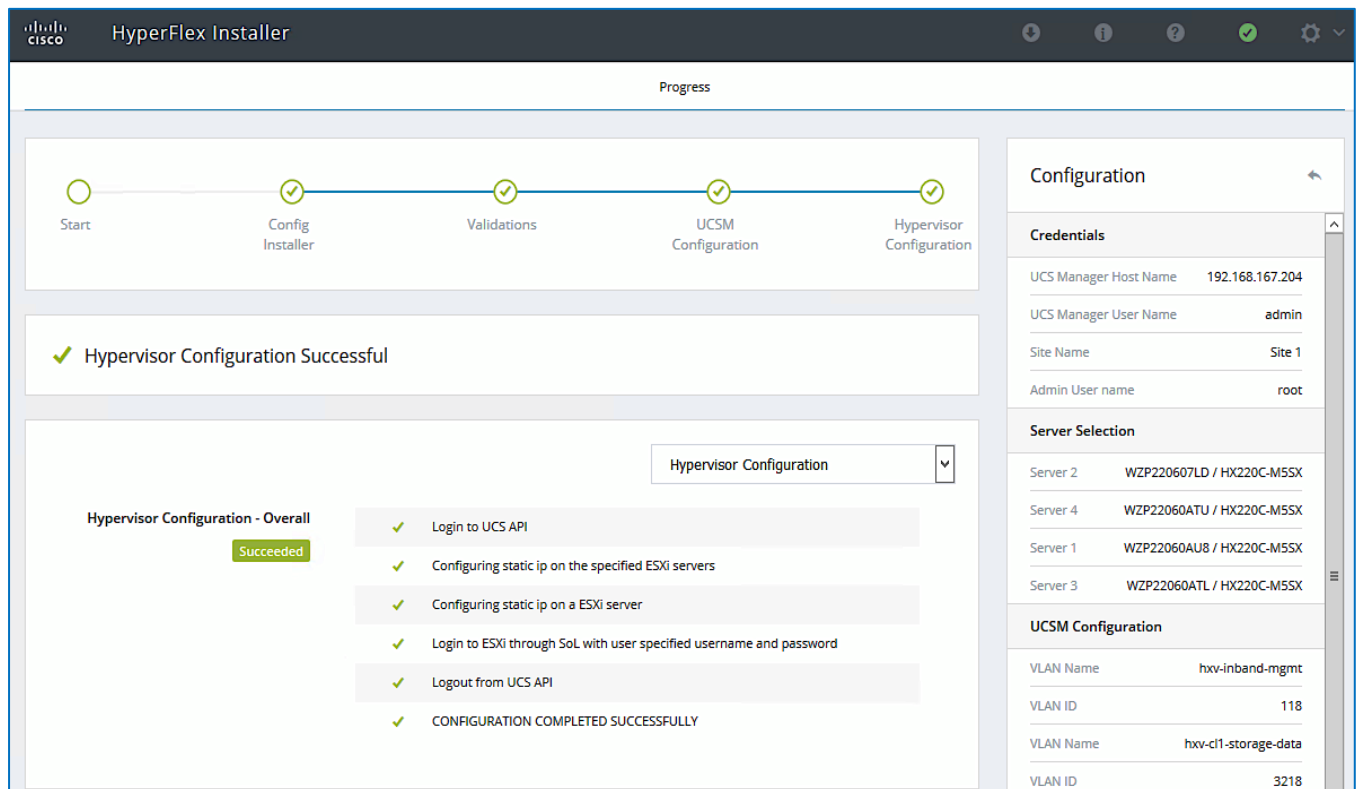 CISCO
HyperFlex Installer
Progress
Start
Config
Installer
Validations
UCSM
Configuration
Hypervisor
Configuration
Hypervisor Configuration Successful
Hypervisor Configuration
Hypervisor Configuration - Overall
Succeeded
Login to UCS API
Configuring static ip on the specified ESXi servers
Configuring static ip on a ESXi server
Login to ESXi through SoL with user specified username and password
Logout from UCS API
CONFIGURATION COMPLETED SUCCESSFULLY
Configuration
Credentials
UCS Manager Host Name 192.168.167.204
UCS Manager User Name admin
Site Name Site 1
Admin User name root
Server Selection
Server 2 WZP220607LD / HX220C-M5SX
Server 4 WZP22060ATU / HX220C-M5SX
Server 1 WZP22060AU8 / HX220C-M5SX
Server 3 WZP22060ATL / HX220C-M5SX
UCSM Configuration
VLAN Name hxv-inband-mgmt
VLAN ID 118
VLAN Name hxv-cl1-storage-data
VLAN ID 3218